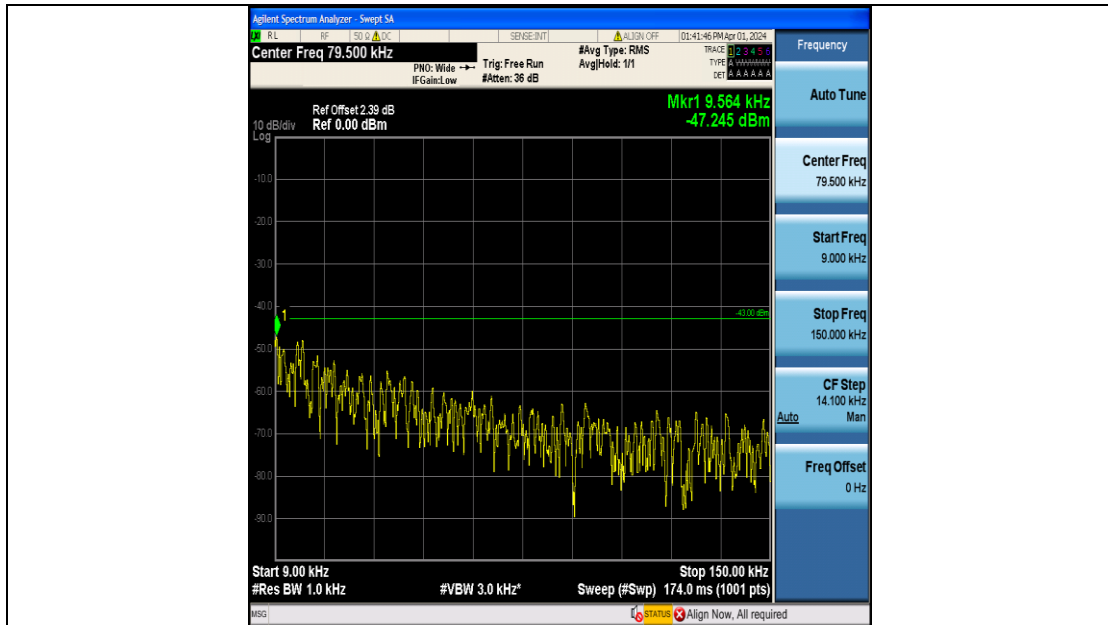 Agilent Spectrum Analyzer - Swept SA
RL RF 50 Ω DC SENSE:INT ALIGN OFF 01:41:46 PM Apr 01, 2024
Center Freq 79.500 kHz
PNO: Wide
IFGain:Low
Trig: Free Run
#Atten: 36 dB
#Avg Type: RMS
Avg|Hold: 1/1
TRACE 1 2 3 4 5 6
TYPE A
DET A A A A A A
Frequency
Mkr1 9.564 kHz
-47.245 dBm
Ref Offset 2.39 dB
10 dB/div Ref 0.00 dBm
Log
-10.0
-20.0
-30.0
-40.0
1
-43.00 dBm
-50.0
-60.0
-70.0
-80.0
-90.0
Start 9.00 kHz Stop 150.00 kHz
#Res BW 1.0 kHz #VBW 3.0 kHz* Sweep (#Swp) 174.0 ms (1001 pts)
Auto Tune
Center Freq
79.500 kHz
Start Freq
9.000 kHz
Stop Freq
150.000 kHz
CF Step
14.100 kHz
Auto Man
Freq Offset
0 Hz
MSG STATUS Align Now, All required